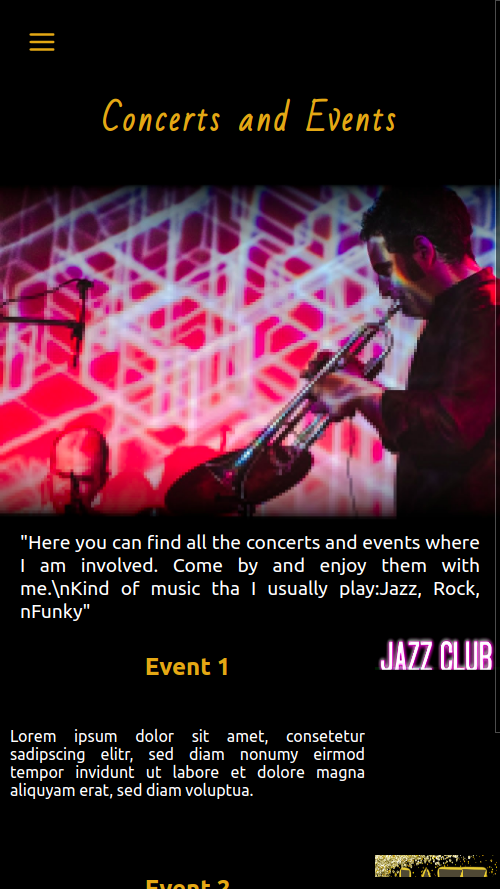 Concerts and Events
"Here you can find all the concerts and events where
I am involved. Come by and enjoy them with
me.\nKind of music tha I usually play:Jazz, Rock,
nFunky"
JAZZ CLUB
Event 1
Lorem ipsum dolor sit amet, consetetur
sadipscing elitr, sed diam nonumy eirmod
tempor invidunt ut labore et dolore magna
aliquyam erat, sed diam voluptua.
Event 2